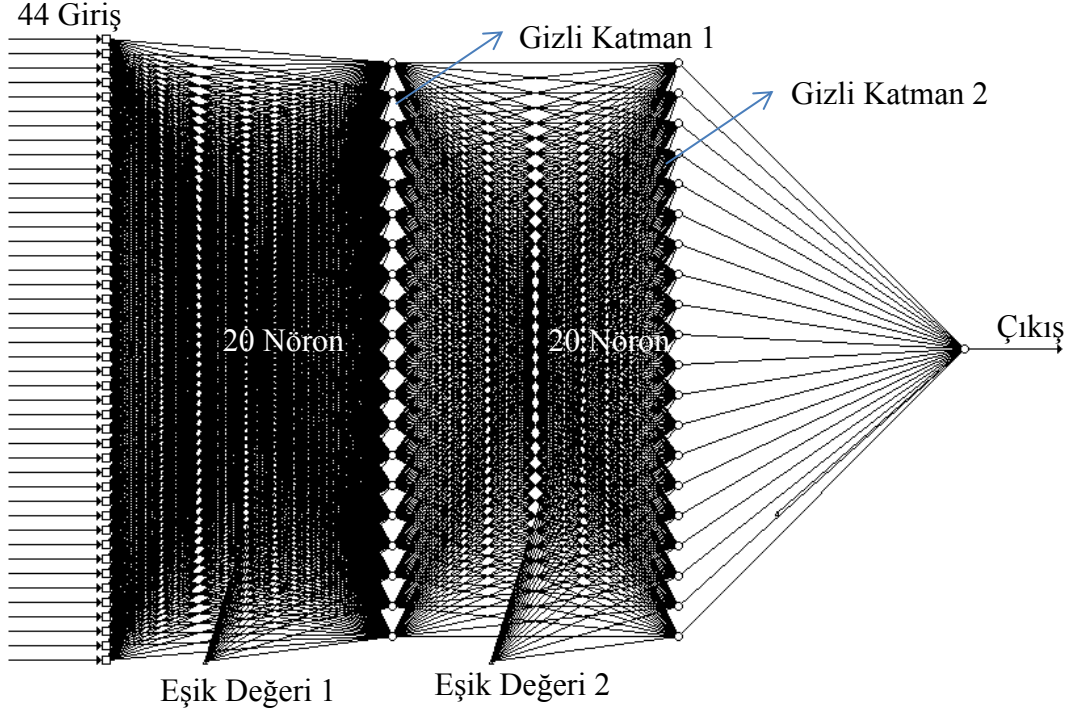 44 Giriş
Gizli Katman 1
Gizli Katman 2
20 Nöron
20 Nöron
Çıkış
Eşik Değeri 1
Eşik Değeri 2